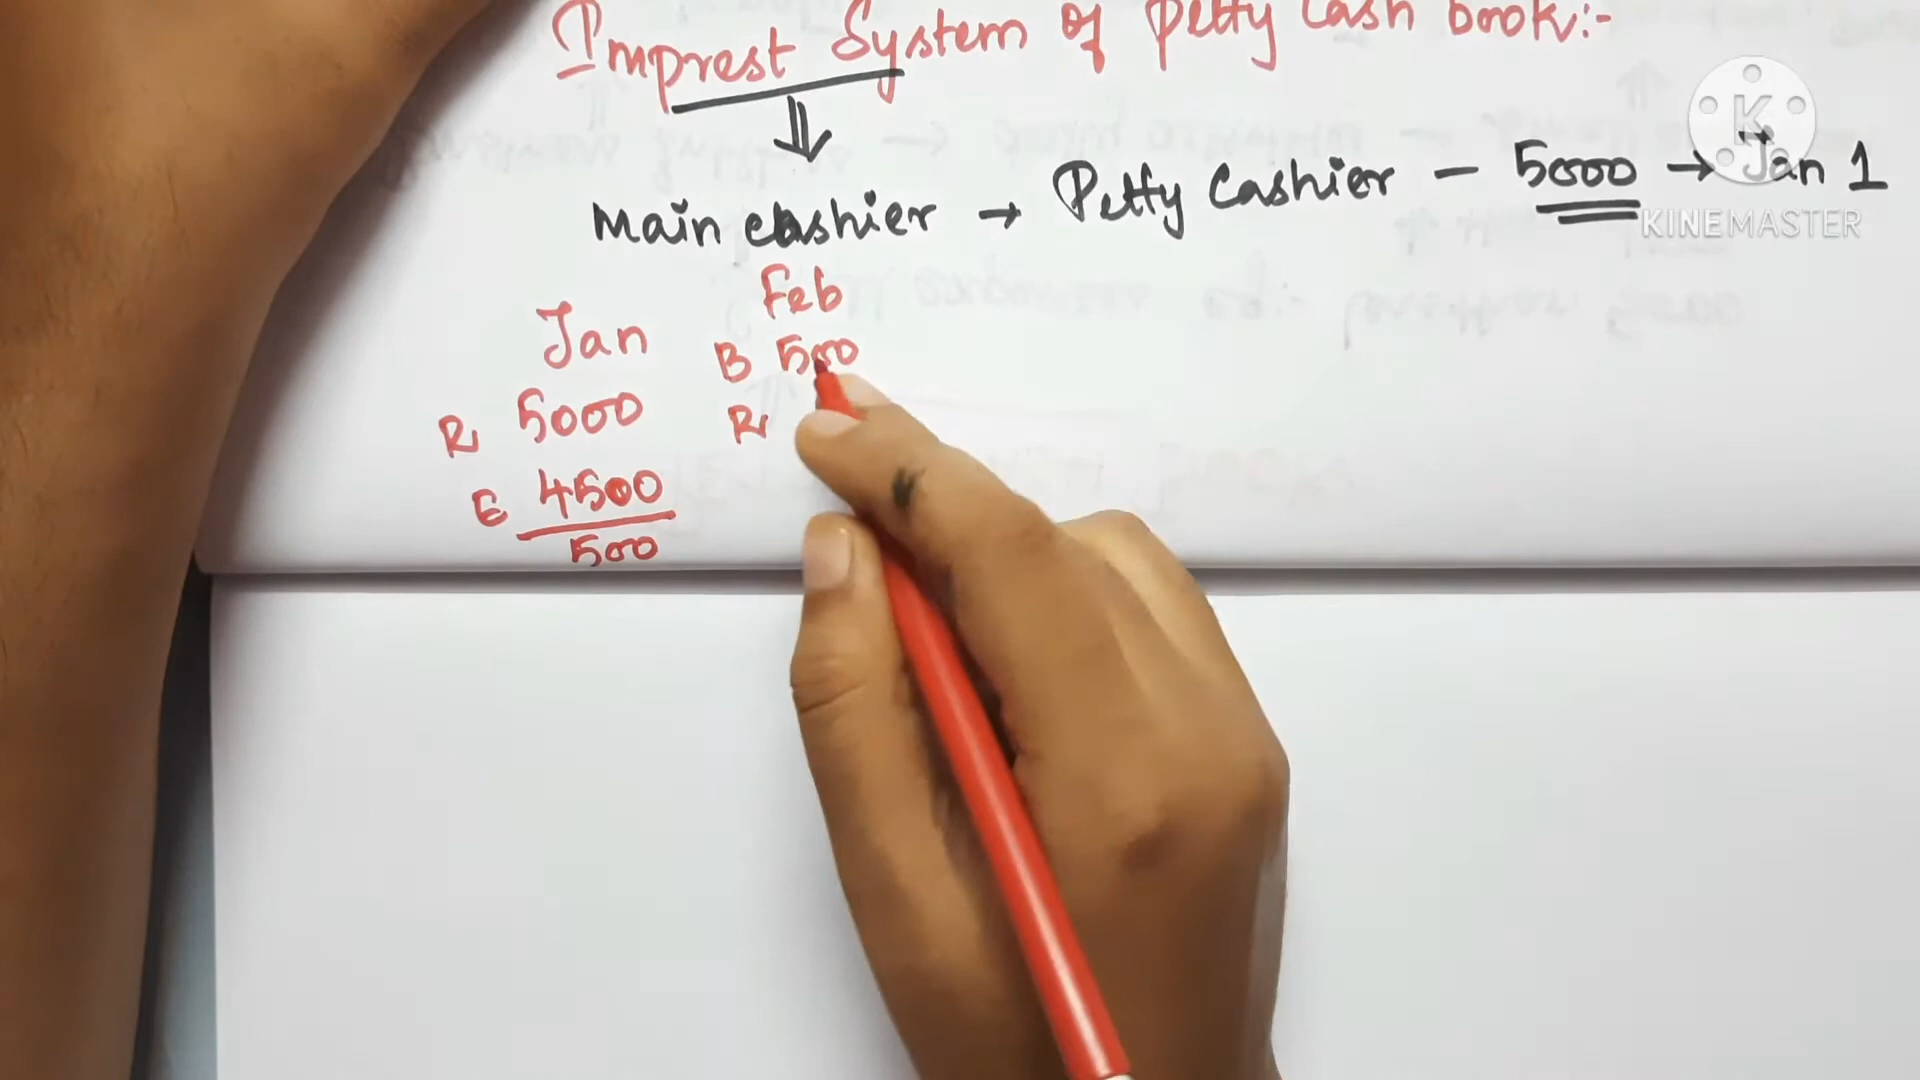 Imprest System of Petty Cash book:-
Main cashier → Petty Cashier - 5000 → Jan 1
KINEMASTER
Jan
R 5000
E 4500
500
Feb
B 500
R